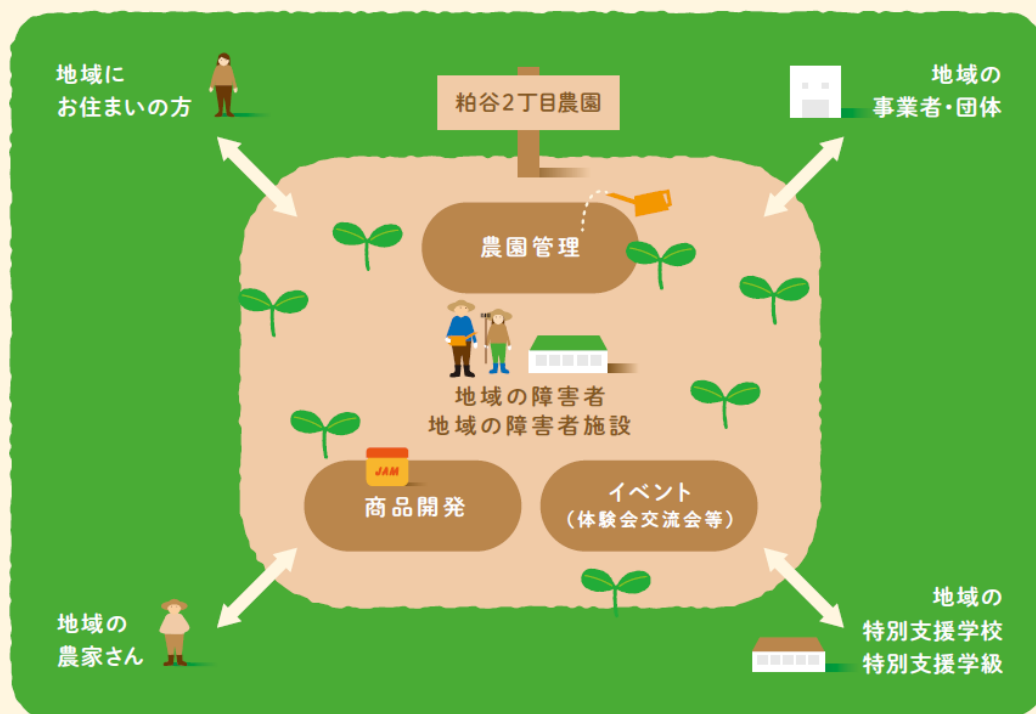 地域に
お住まいの方
粕谷2丁目農園
地域の
事業者・団体
農園管理
地域の障害者
地域の障害者施設
JAM
商品開発
イベント
（体験会交流会等）
地域の
農家さん
地域の
特別支援学校
特別支援学級